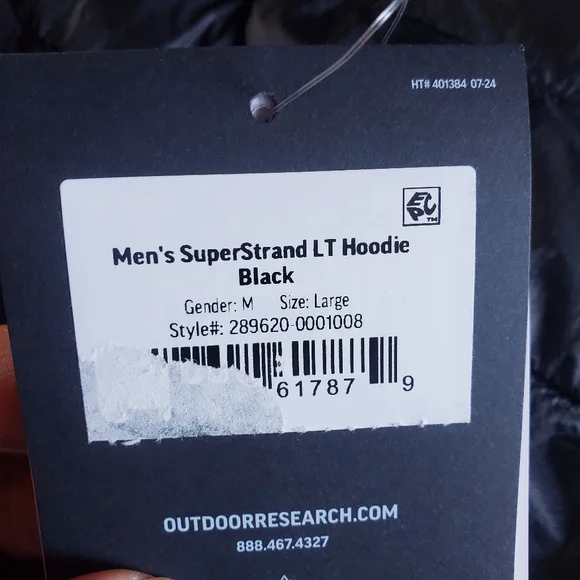 HT# 401384 07-24
EPC™
Men's SuperStrand LT Hoodie
Black
Gender: M Size: Large
Style#: 289620-0001008
61787 9
OUTDOORRESEARCH.COM
888.467.4327